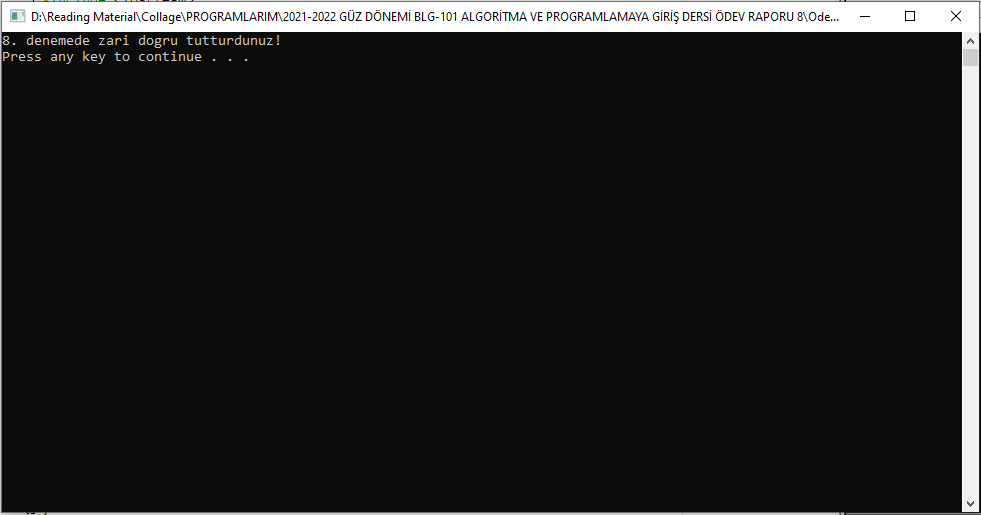 D:\Reading Material\Collage\PROGRAMLARIM\2021-2022 GÜZ DÖNEMİ BLG-101 ALGORİTMA VE PROGRAMLAMAYA GİRİŞ DERSİ ÖDEV RAPORU 8\Ode...
8. denemede zari dogru tutturdunuz!
Press any key to continue . . .